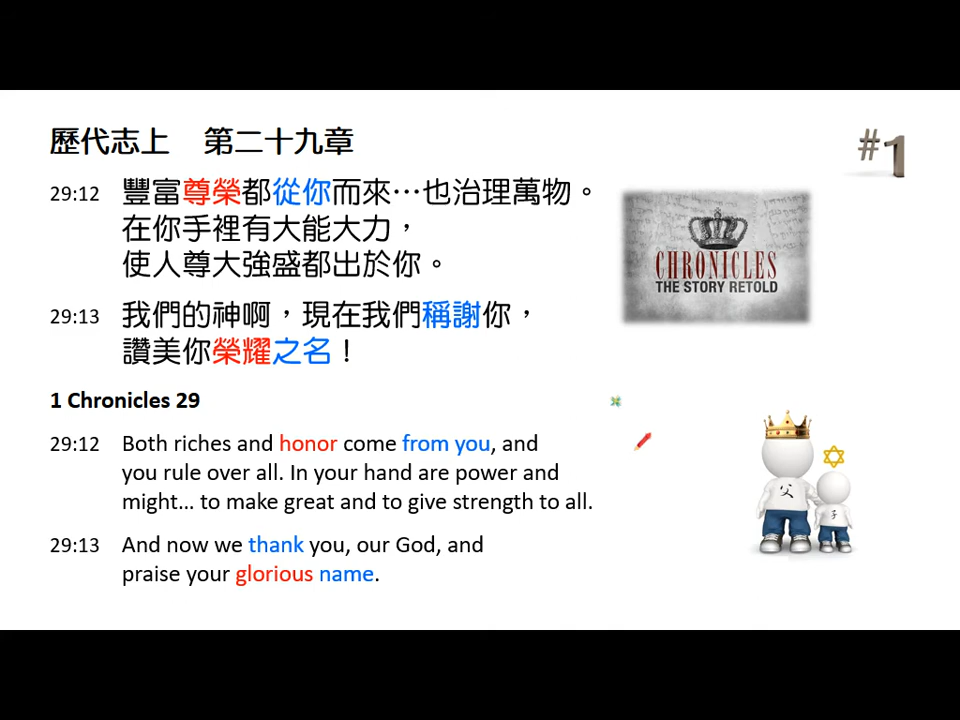 歷代志上 第二十九章
#1
29:12 豐富尊榮都從你而來…也治理萬物。
在你手裡有大能大力，
使人尊大強盛都出於你。
29:13 我們的神啊，現在我們稱謝你，
讚美你榮耀之名！
CHRONICLES
THE STORY RETOLD
1 Chronicles 29
29:12 Both riches and honor come from you, and
you rule over all. In your hand are power and
might… to make great and to give strength to all.
29:13 And now we thank you, our God, and
praise your glorious name.
父
子